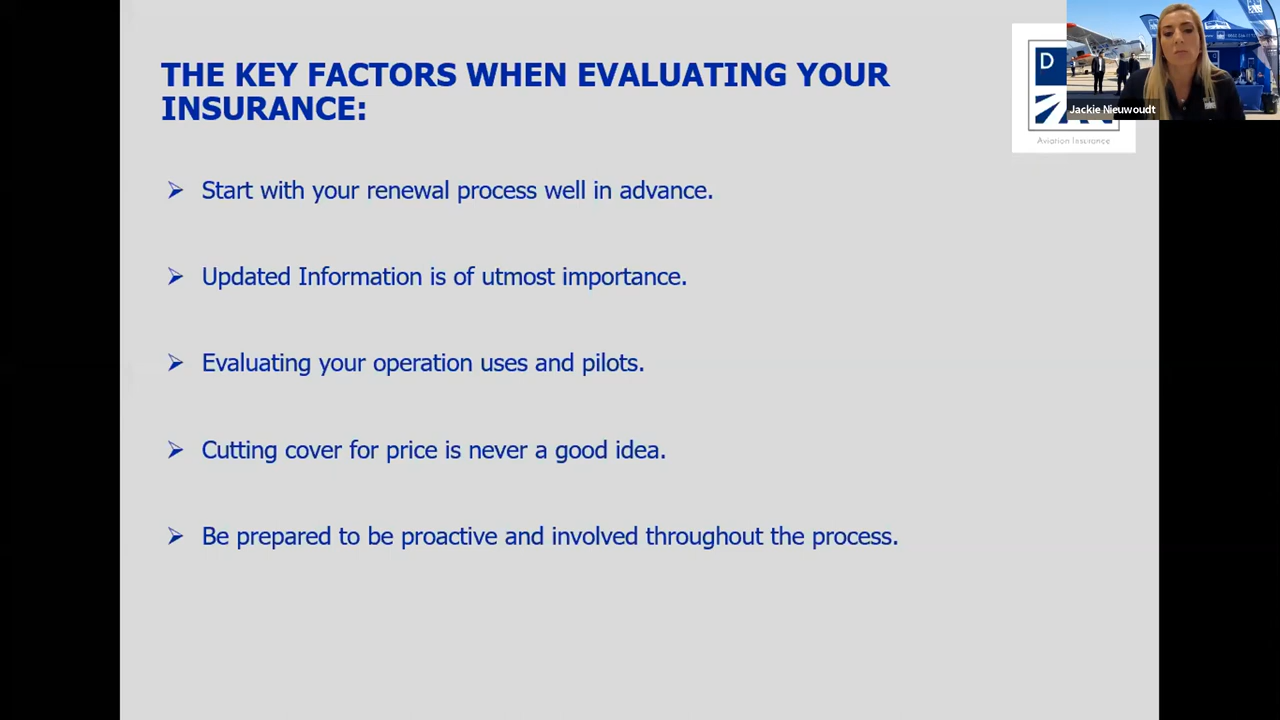 THE KEY FACTORS WHEN EVALUATING YOUR
INSURANCE:
D
Jackie Nieuwoudt
Aviation Insurance
Start with your renewal process well in advance.
Updated Information is of utmost importance.
Evaluating your operation uses and pilots.
Cutting cover for price is never a good idea.
Be prepared to be proactive and involved throughout the process.